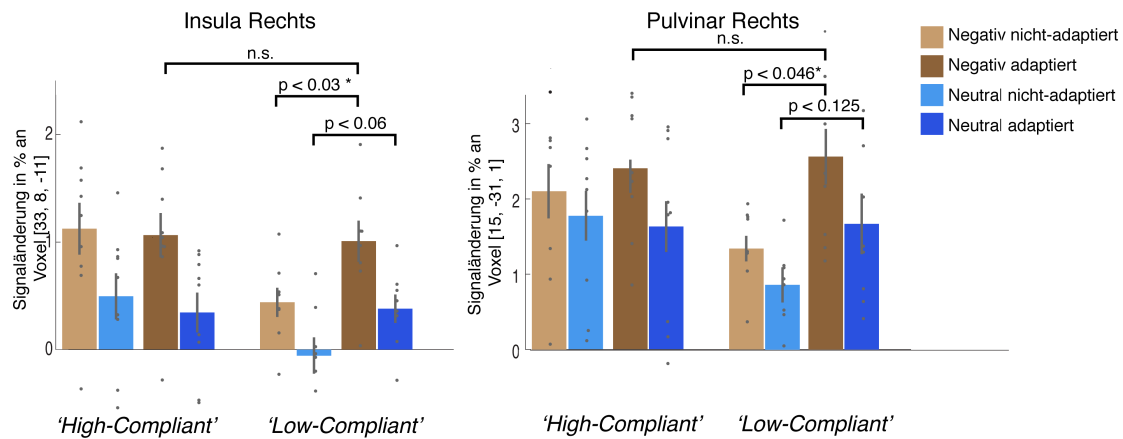 Insula Rechts
n.s.
p < 0.03 *
p < 0.06
Signaländerung in % an
Voxel [33, 8, -11]
2
1
0
'High-Compliant'
'Low-Compliant'
Pulvinar Rechts
n.s.
p < 0.046*
p < 0.125
Signaländerung in % an
Voxel [15, -31, 1]
3
2
1
0
'High-Compliant'
'Low-Compliant'
Negativ nicht-adaptiert
Negativ adaptiert
Neutral nicht-adaptiert
Neutral adaptiert